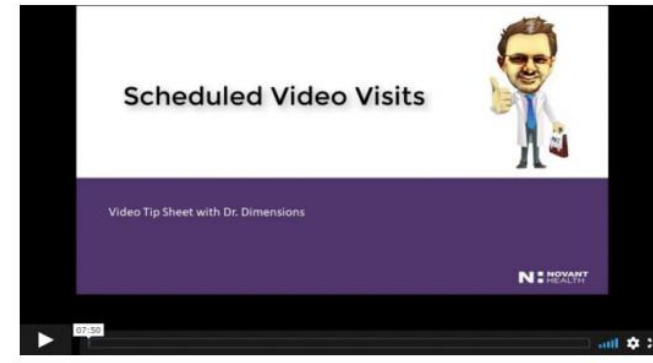 Scheduled Video Visits
Video Tip Sheet with Dr. Dimensions
N NOVANT
HEALTH
07:50